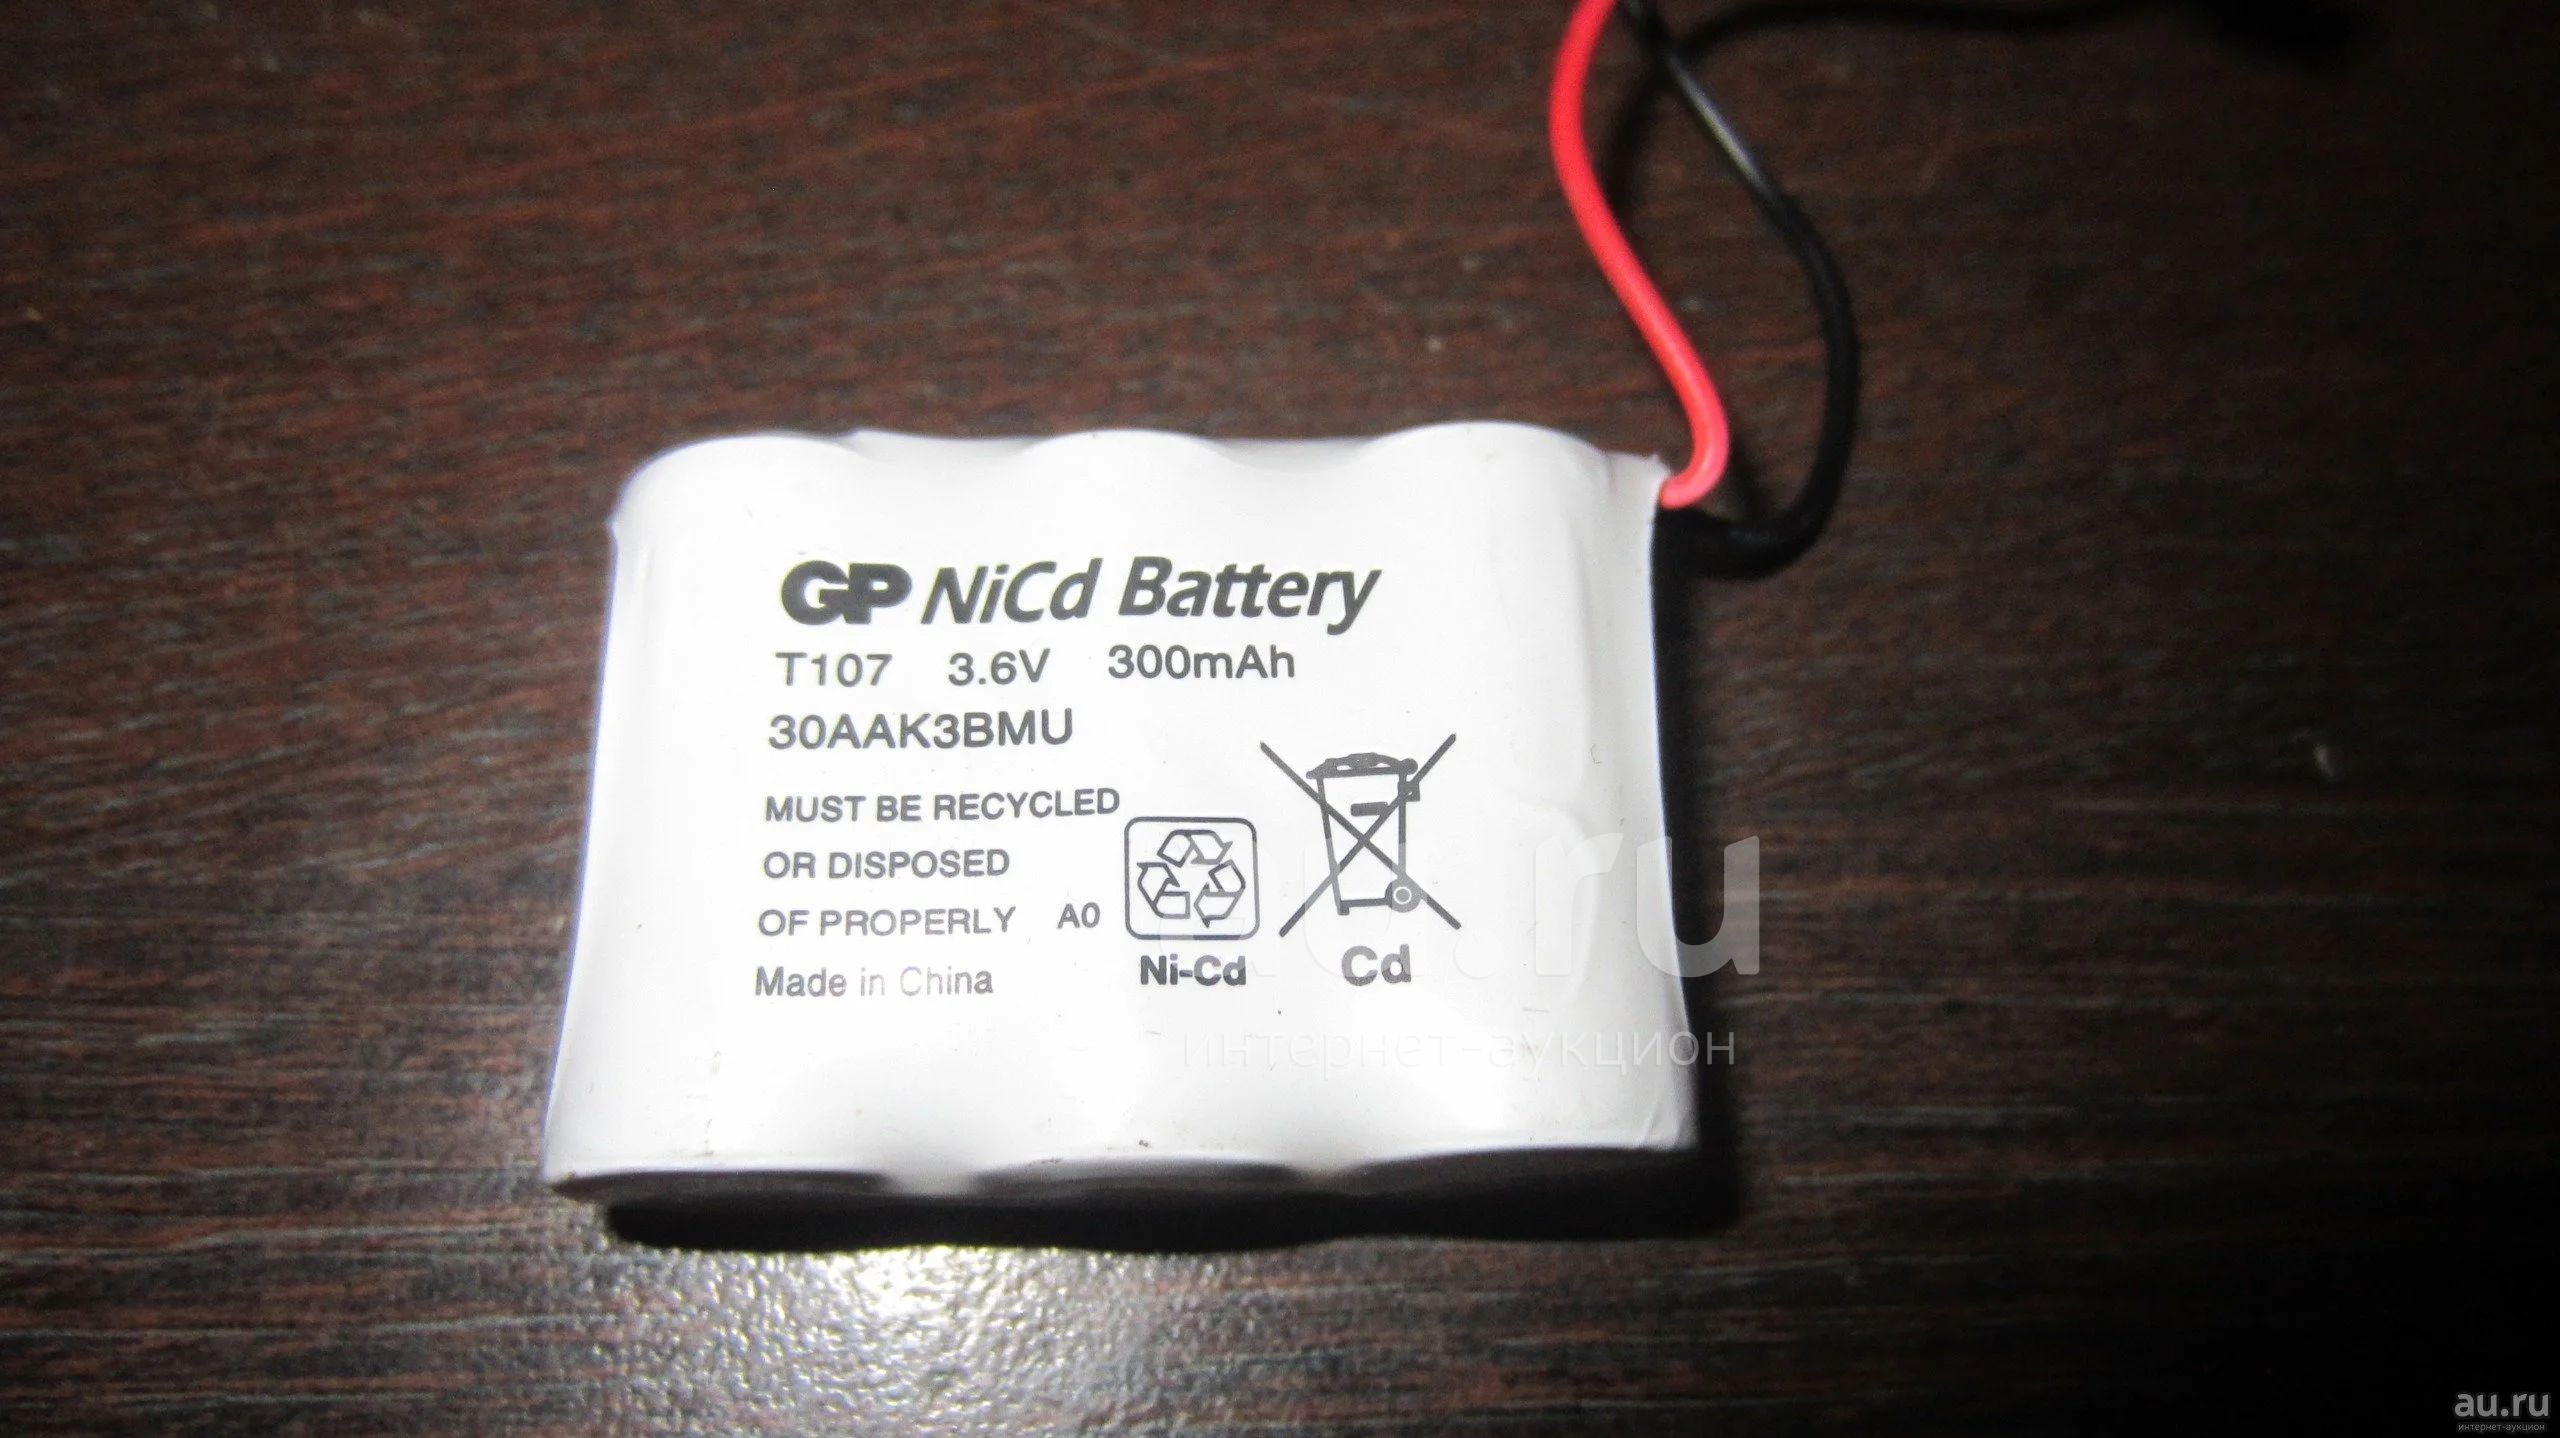 GP NiCd Battery
T107 3.6V 300mAh
30AAK3BMU
MUST BE RECYCLED
OR DISPOSED
OF PROPERLY A0
Made in China
Ni-Cd
Cd
au.ru
интернет-аукцион
au.ru
интернет-аукцион